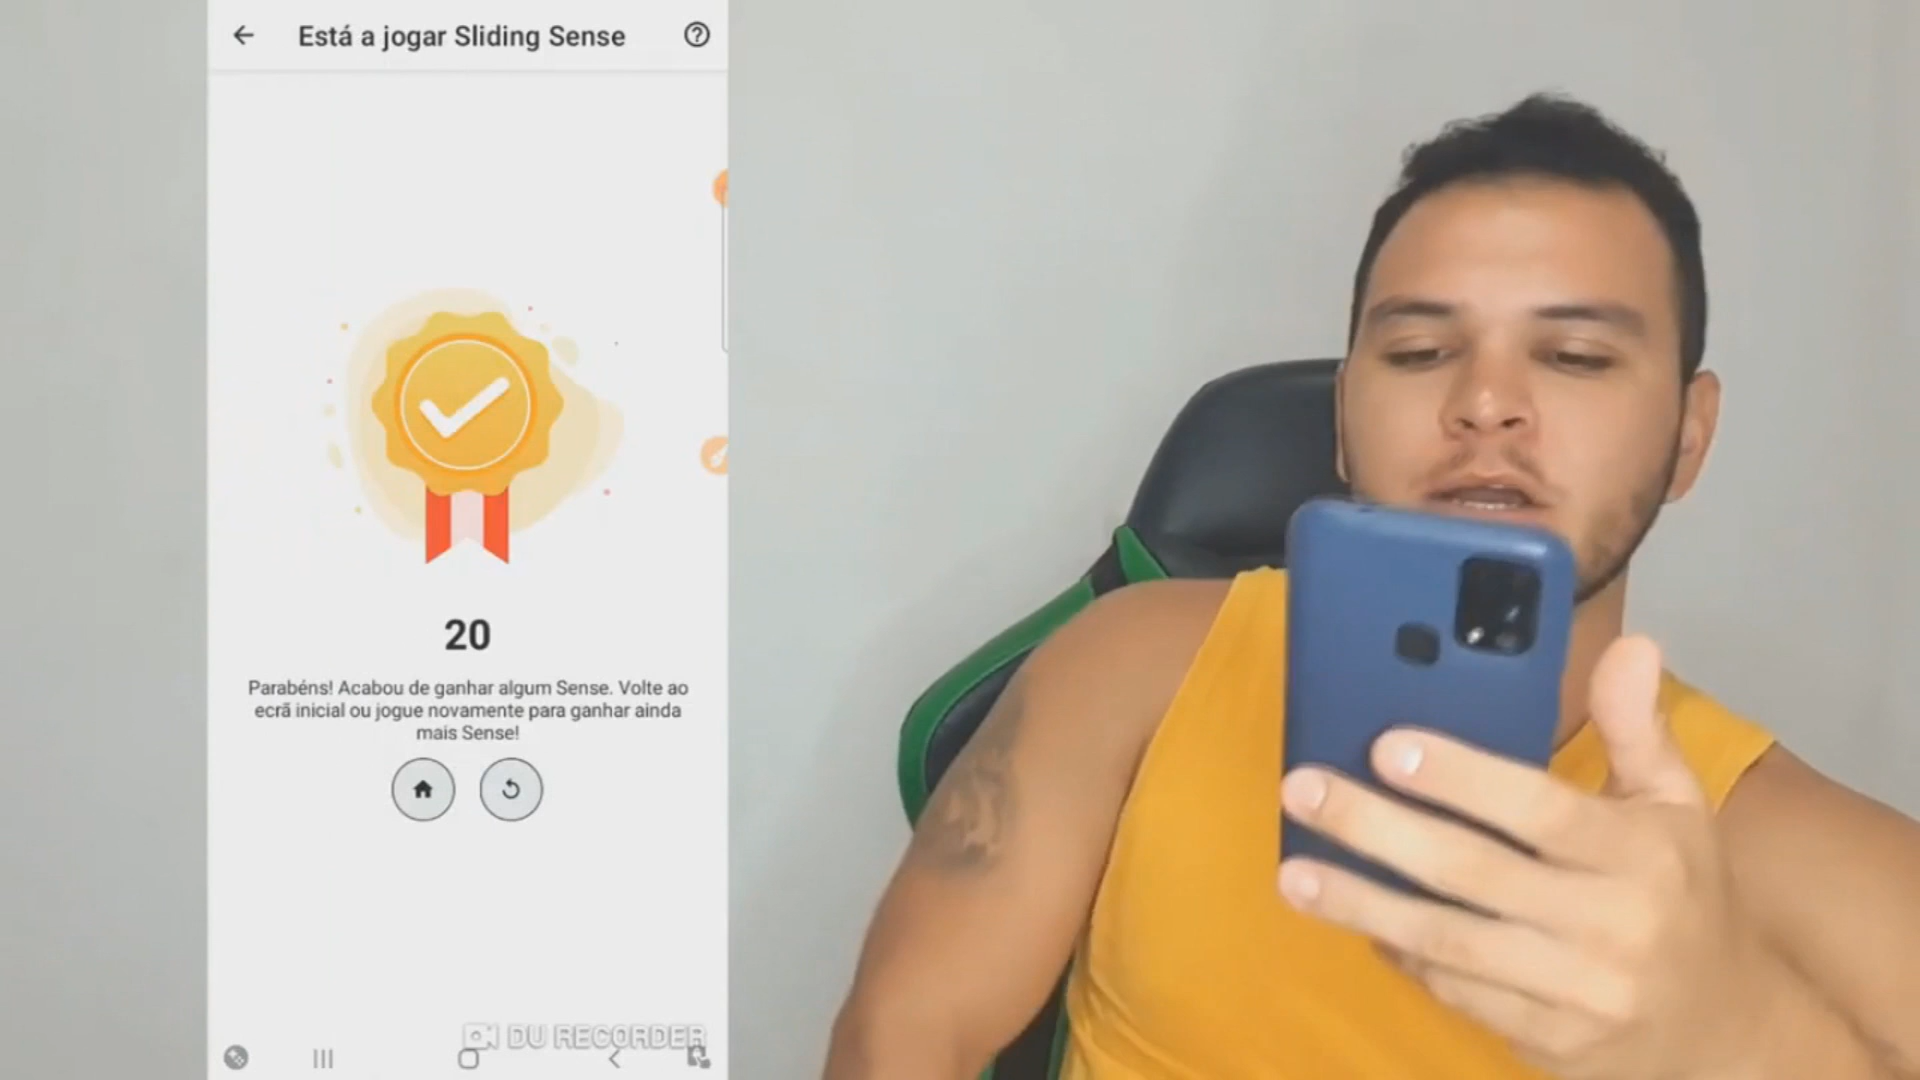 Está a jogar Sliding Sense
20
Parabéns! Acabou de ganhar algum Sense. Volte ao
ecrã inicial ou jogue novamente para ganhar ainda
mais Sense!
DU RECORDER